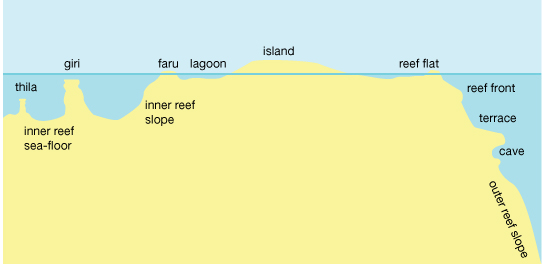 island
giri
faru
lagoon
reef flat
thila
reef front
inner reef
slope
terrace
inner reef
sea-floor
cave
outer reef slope